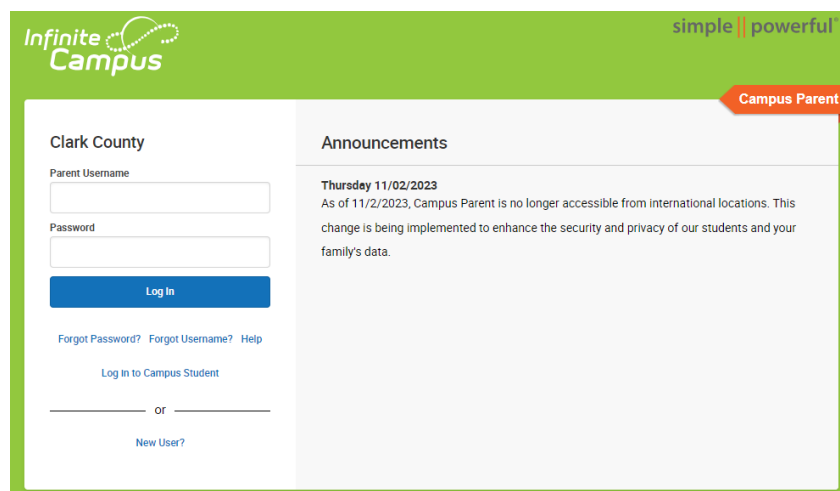 Infinite
Campus
simple || powerful®
Campus Parent
Clark County
Parent Username
Password
Log In
Forgot Password? Forgot Username? Help
Log in to Campus Student
or
New User?
Announcements
Thursday 11/02/2023
As of 11/2/2023, Campus Parent is no longer accessible from international locations. This
change is being implemented to enhance the security and privacy of our students and your
family's data.